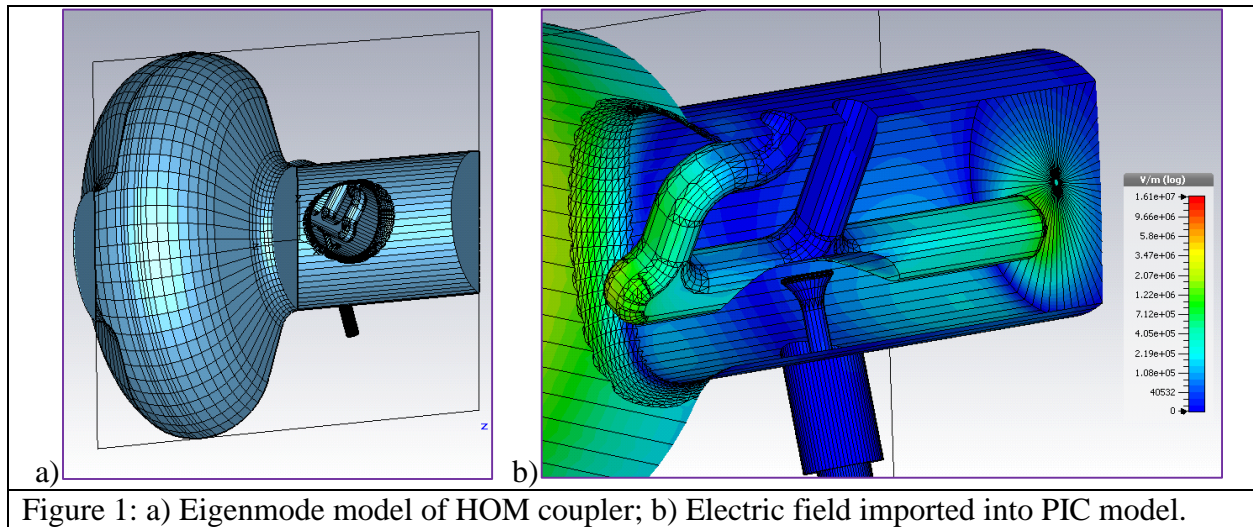 z
a)
V/m (log)
1.61e+07
9.66e+06
5.8e+06
3.47e+06
2.07e+06
1.22e+06
7.12e+05
4.05e+05
2.19e+05
1.08e+05
40532
0
b)
Figure 1: a) Eigenmode model of HOM coupler; b) Electric field imported into PIC model.